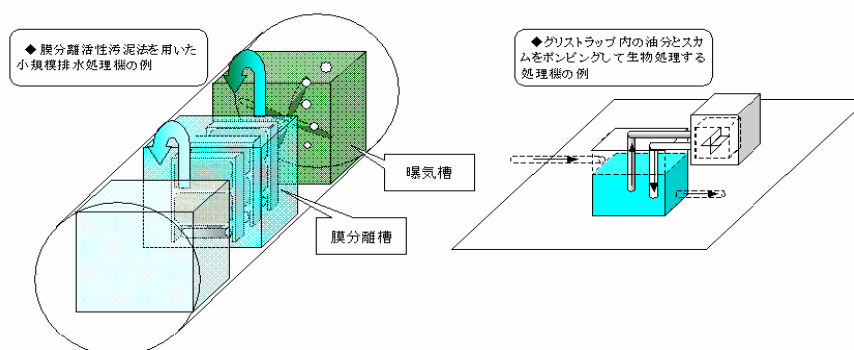 ◆膜分離活性汚泥法を用いた
小規模排水処理機の例
◆グリストラップ内の油分とスカ
ムをポンピングして生物処理する
処理機の例
曝気槽
膜分離槽